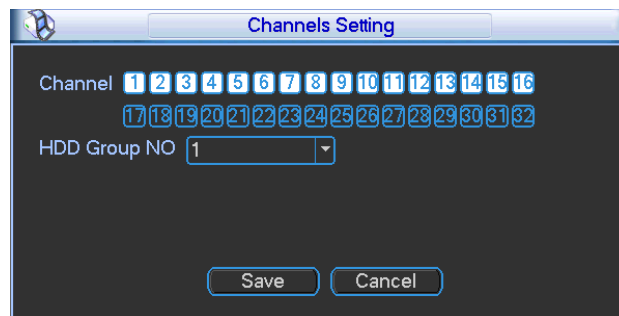 Channels Setting
Channel 1 2 3 4 5 6 7 8 9 10 11 12 13 14 15 16
17 18 19 20 21 22 23 24 25 26 27 28 29 30 31 32
HDD Group NO 1
Save Cancel